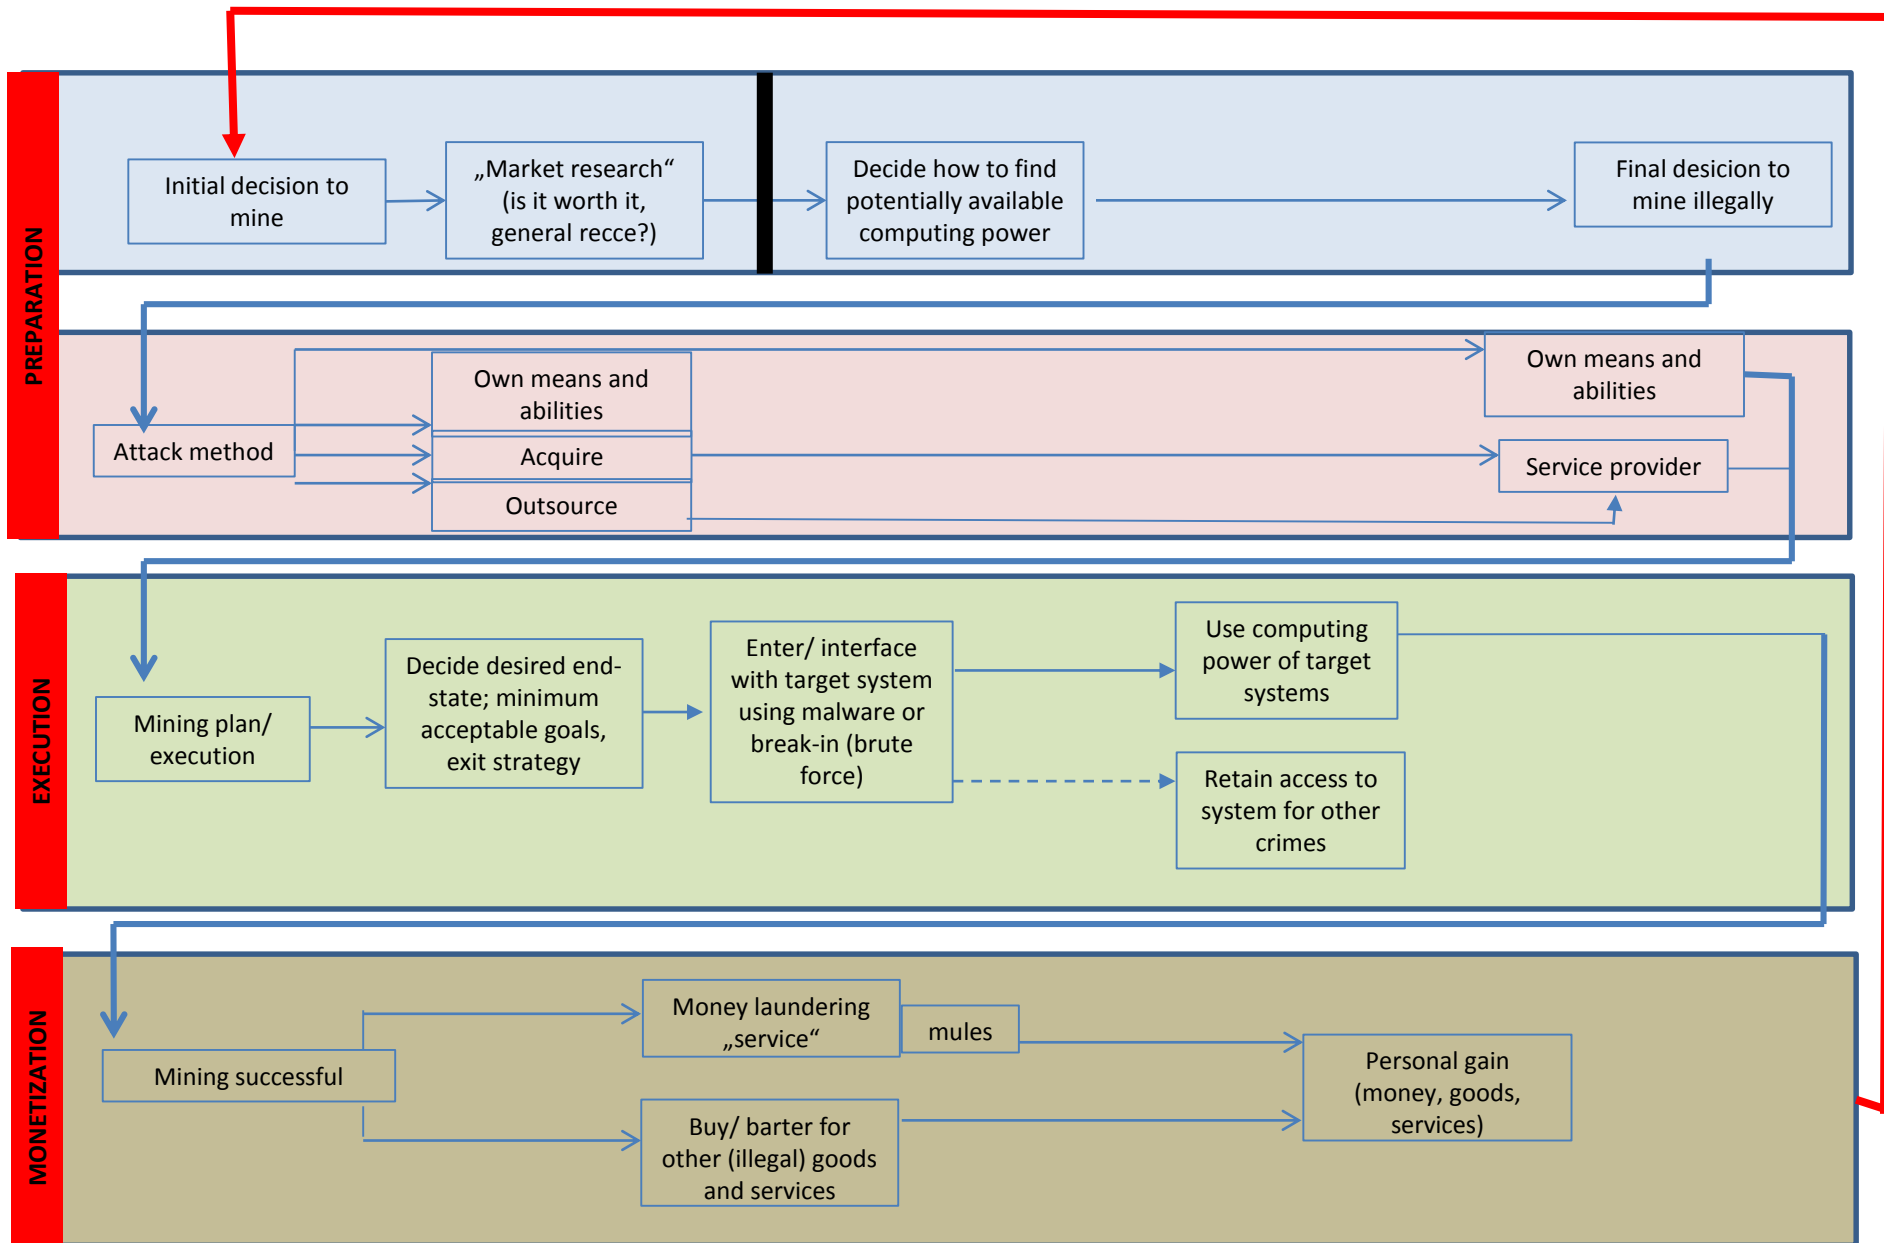 PREPARATION
Initial decision to
mine
„Market research“
(is it worth it,
general recce?)
Decide how to find
potentially available
computing power
Final desicion to
mine illegally
Attack method
Own means and
abilities
Acquire
Outsource
Own means and
abilities
Service provider
EXECUTION
Mining plan/
execution
Decide desired end-
state; minimum
acceptable goals,
exit strategy
Enter/ interface
with target system
using malware or
break-in (brute
force)
Use computing
power of target
systems
Retain access to
system for other
crimes
MONETIZATION
Mining successful
Money laundering
„service“
mules
Buy/ barter for
other (illegal) goods
and services
Personal gain
(money, goods,
services)